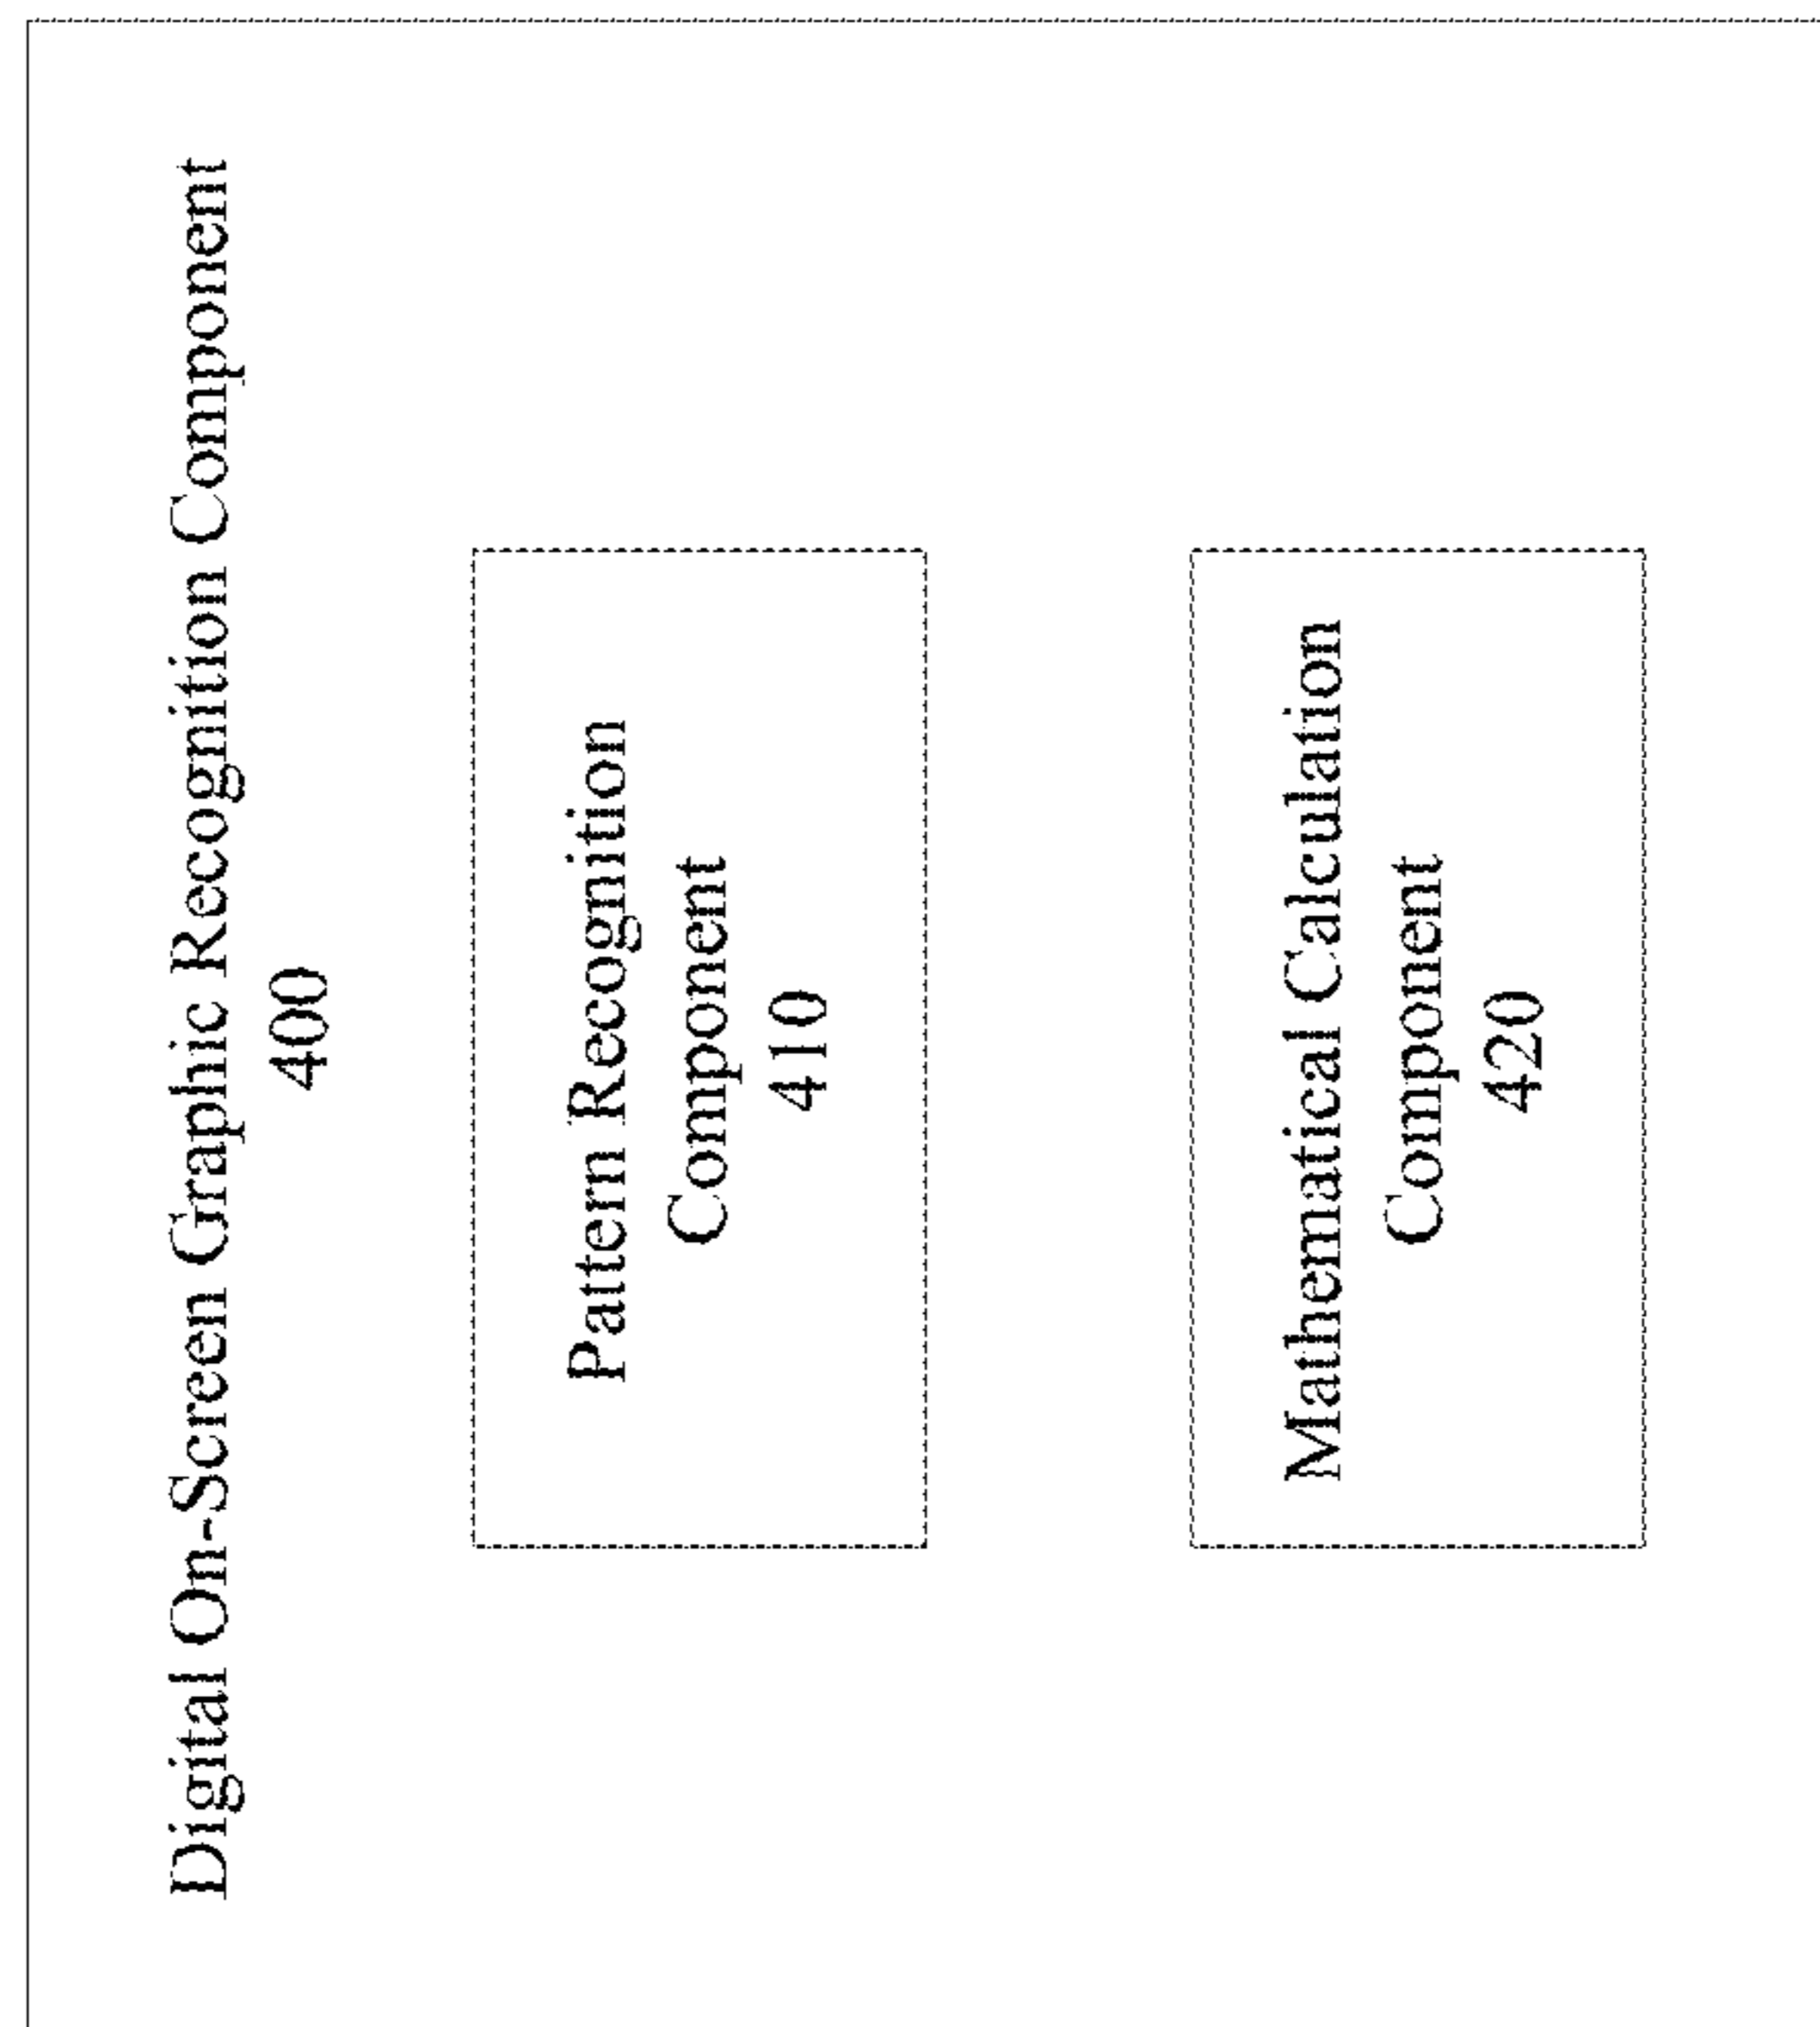 Digital On-Screen Graphic Recognition Component
400
Pattern Recognition
Component
410
Mathematical Calculation
Component
420